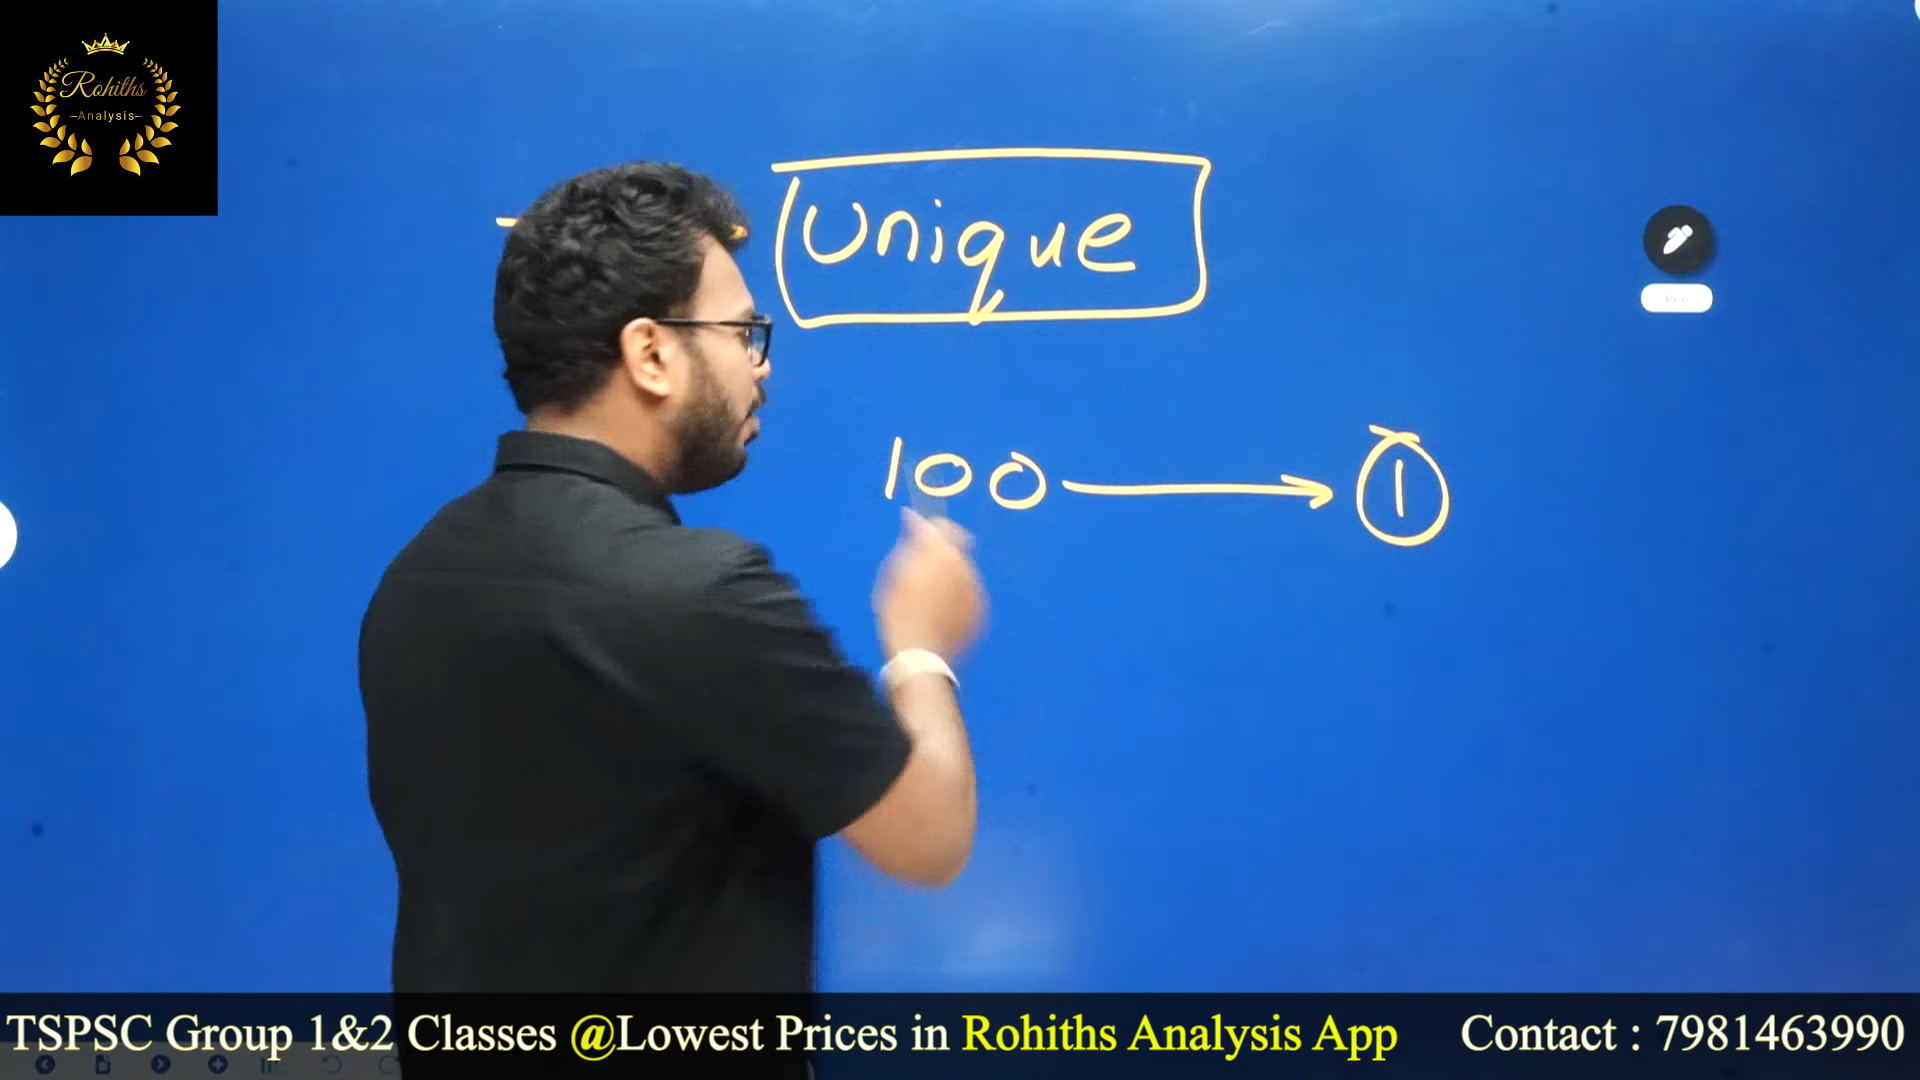 Rohiths
Analysis
unique
100 → 1
TSPSC Group 1&2 Classes @Lowest Prices in Rohiths Analysis App Contact : 7981463990